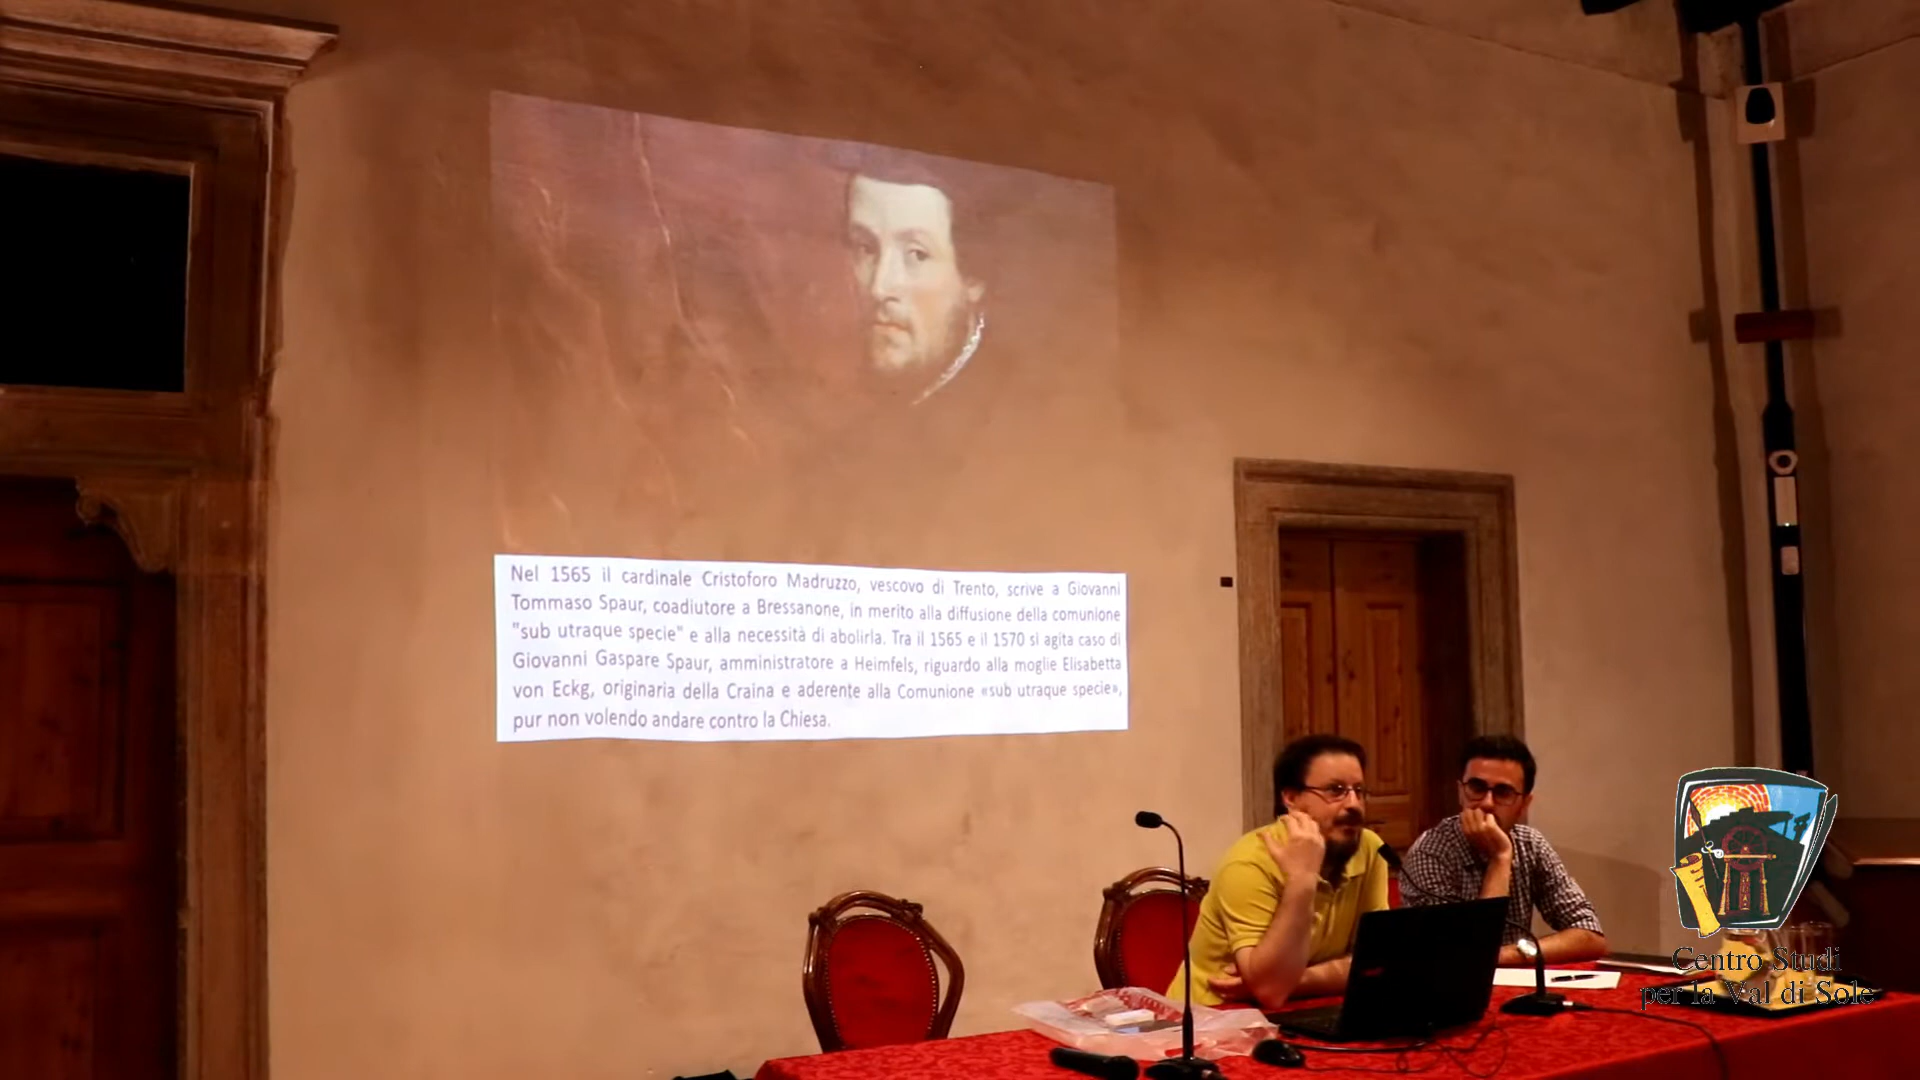 Nel 1565 il cardinale Cristoforo Madruzzo, vescovo di Trento, scrive a Giovanni
Tommaso Spaur, coadiutore a Bressanone, in merito alla diffusione della comunione
"sub utraque specie" e alla necessità di abolirla. Tra il 1565 e il 1570 si agita caso di
Giovanni Gaspare Spaur, amministratore a Heimfels, riguardo alla moglie Elisabetta
von Eckg, originaria della Craina e aderente alla Comunione «sub utraque specie»,
pur non volendo andare contro la Chiesa.
Centro Studi
per la Val di Sole